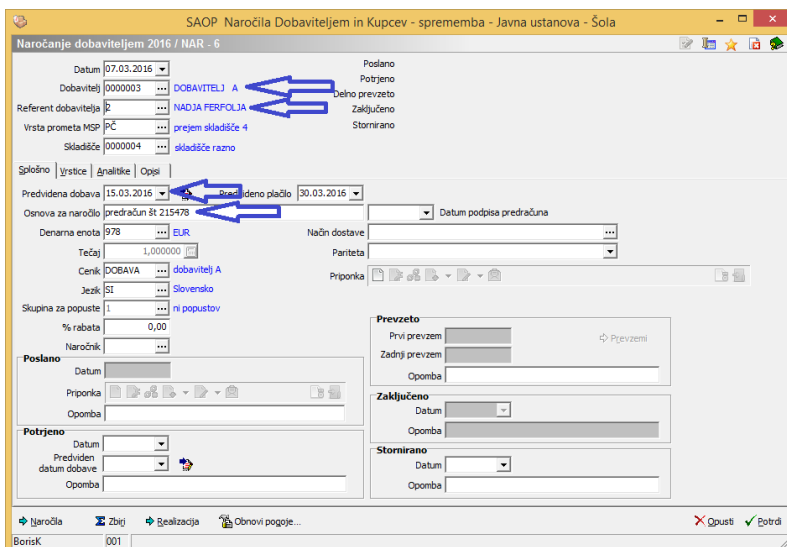 SAOP Naročila Dobaviteljem in Kupcev - sprememba - Javna ustanova - Šola
Naročanje dobaviteljem 2016 / NAR - 6
Datum 07.03.2016
Dobavitelj 0000003 ... DOBAVITELJ A
Referent dobavitelja 2 ... NADJA FERFOLJA
Vrsta prometa MSP PČ ... prejem skladišče 4
Skladišče 0000004 ... skladišče razno
Poslano
Potrjeno
Delno prevzeto
Zaključeno
Stornirano
Splošno Vrstice Analitike Opisi
Predvidena dobava 15.03.2016 Predvideno plačilo 30.03.2016
Osnova za naročilo predračun št 215478 Datum podpisa predračuna
Denarna enota 978 ... EUR Način dostave ...
Tečaj 1,000000 Pariteta
Cenik DOBAVA ... dobavitelj A Priponka
Jezik SI ... Slovensko
Skupina za popuste 1 ... ni popustov
% rabata 0,00
Naročnik ...
Poslano
Datum
Priponka
Opomba
Potrjeno
Datum
Predviden
datum dobave
Opomba
Prevzeto
Prvi prevzem Prevzemi
Zadnji prevzem
Opomba
Zaključeno
Datum
Opomba
Stornirano
Datum
Opomba
Naročila Zbirj Realizacija Obnovi pogoje... Opusti Potrdi
BorisK 001